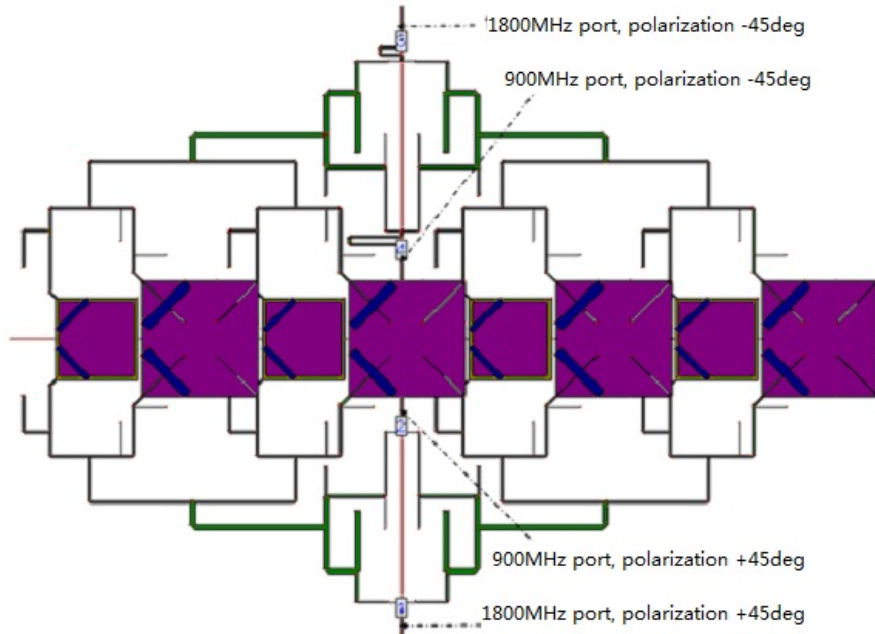 1800MHz port, polarization -45deg
900MHz port, polarization -45deg
900MHz port, polarization +45deg
1800MHz port, polarization +45deg